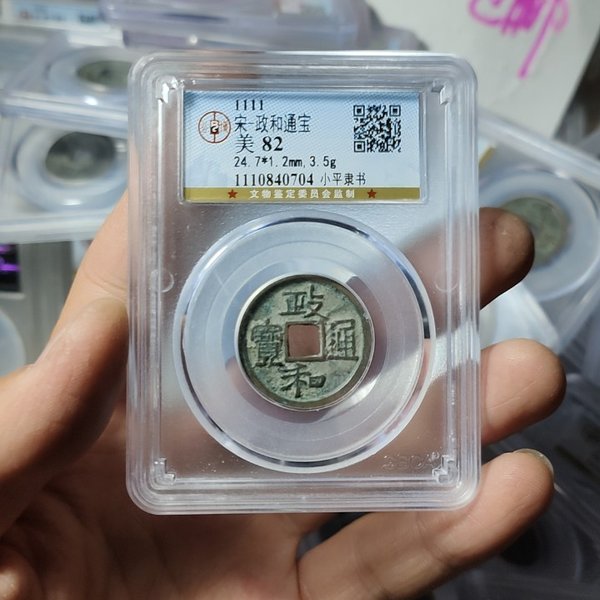 1111
宋·政和通宝
美 82
24.7*1.2mm,3.5g
1110840704 小平隶书
★ 文物鉴定委员会监制 ★
政
寶 通
和